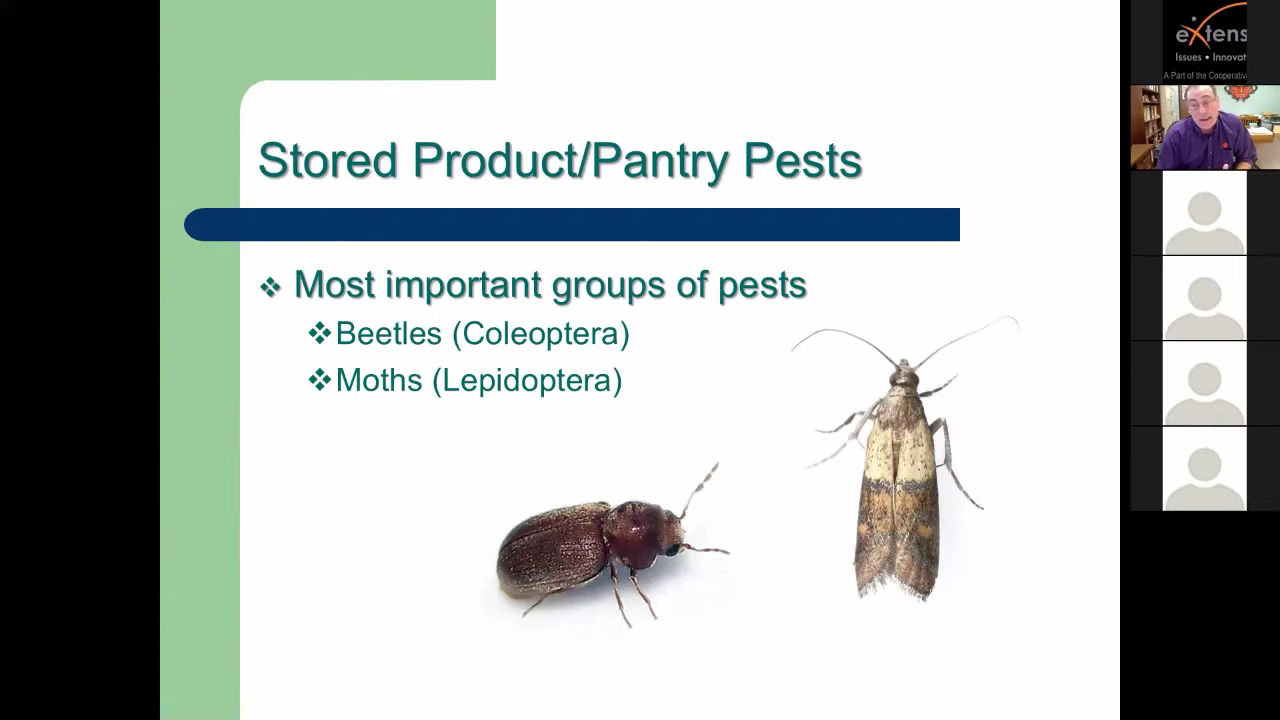 Stored Product/Pantry Pests
❖ Most important groups of pests
❖Beetles (Coleoptera)
❖Moths (Lepidoptera)
eXtens
Issues • Innovat
A Part of the Cooperativ